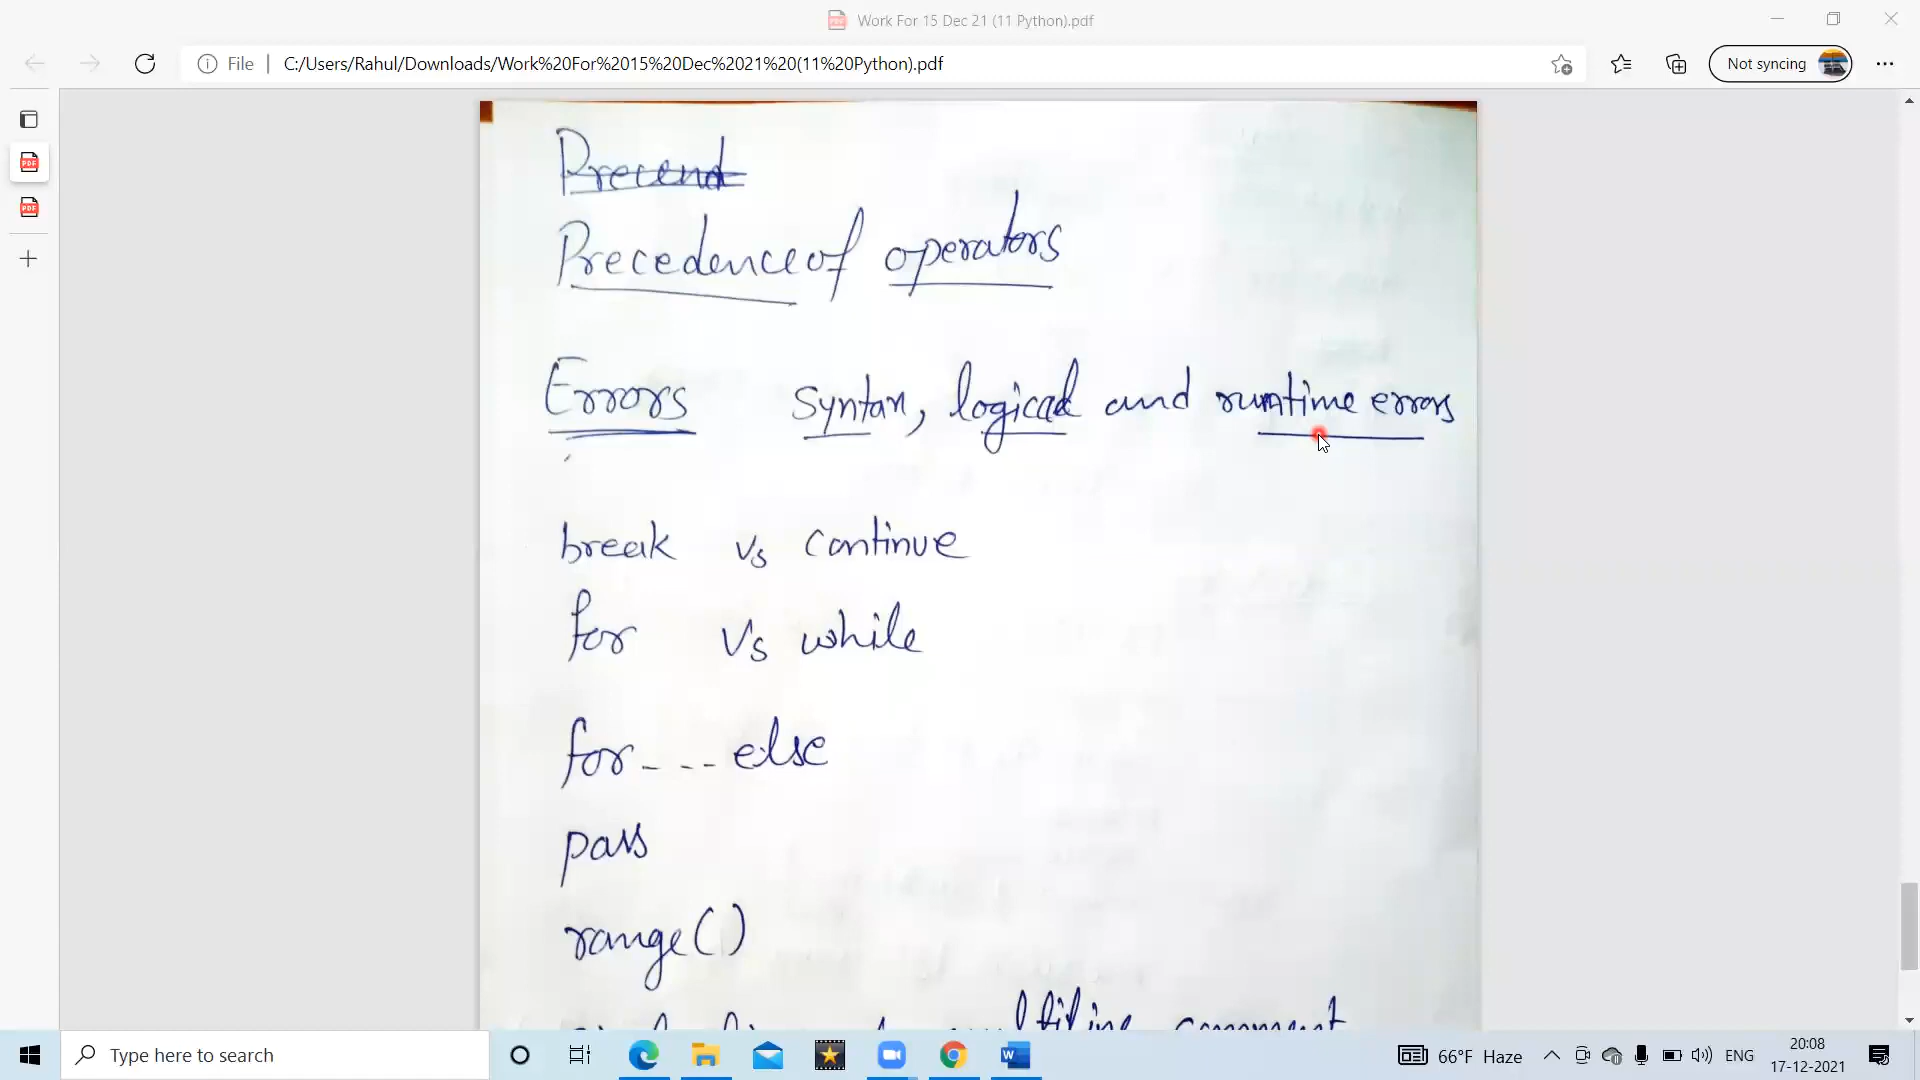 Work For 15 Dec 21 (11 Python).pdf
File | C:/Users/Rahul/Downloads/Work%20For%2015%20Dec%2021%20(11%20Python).pdf
Not syncing
Precend
Precedence of operators
Errors syntax, logical and runtime errors
break Vs continue
for Vs while
for - - - else
pass
range()
multiline comment
Type here to search
66°F Haze
ENG
20:08
17-12-2021